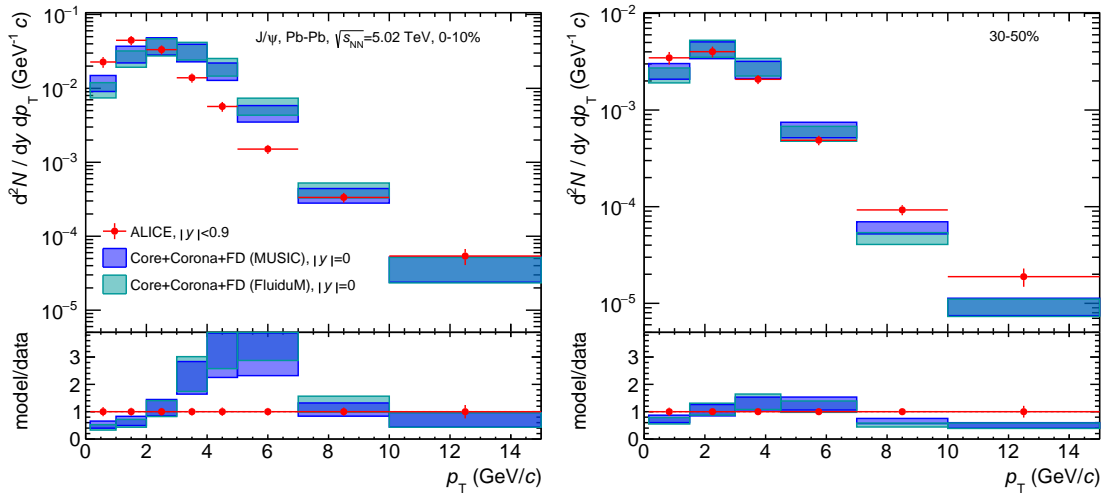 J/ψ, Pb-Pb, √s_NN=5.02 TeV, 0-10%
d²N / dy dp_T (GeV⁻¹ c)
10⁻¹
10⁻²
10⁻³
10⁻⁴
10⁻⁵
ALICE, |y|<0.9
Core+Corona+FD (MUSIC), |y|=0
Core+Corona+FD (FluiduM), |y|=0
model/data
3
2
1
0
0 2 4 6 8 10 12 14
p_T (GeV/c)
30-50%
d²N / dy dp_T (GeV⁻¹ c)
10⁻²
10⁻³
10⁻⁴
10⁻⁵
model/data
3
2
1
0
0 2 4 6 8 10 12 14
p_T (GeV/c)